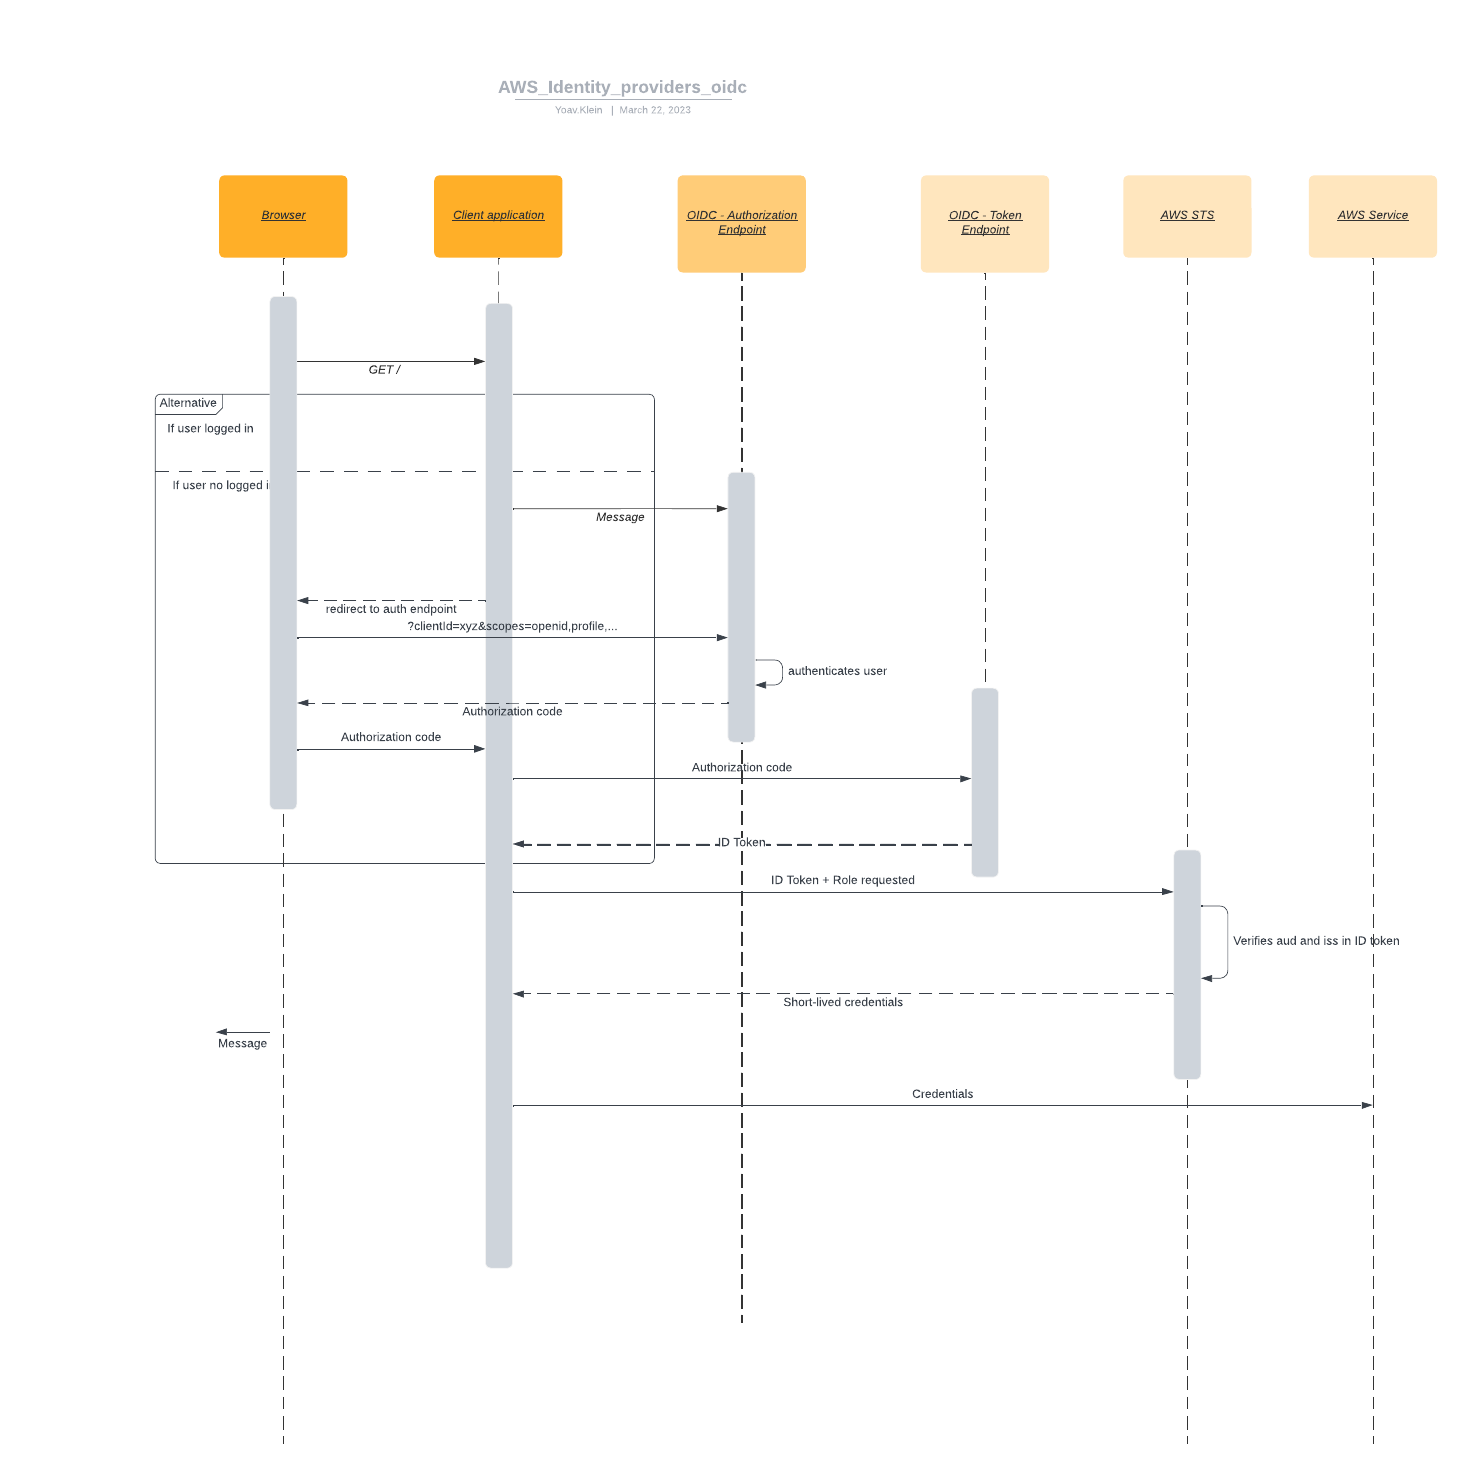 AWS_Identity_providers_oidc
Yoav.Klein | March 22, 2023
Browser
Client application
OIDC - Authorization
Endpoint
OIDC - Token
Endpoint
AWS STS
AWS Service
GET /
Alternative
If user logged in
If user no logged i
Message
redirect to auth endpoint
?clientId=xyz&scopes=openid,profile,...
authenticates user
Authorization code
Authorization code
Authorization code
ID Token
ID Token + Role requested
Verifies aud and iss in ID token
Short-lived credentials
Message
Credentials